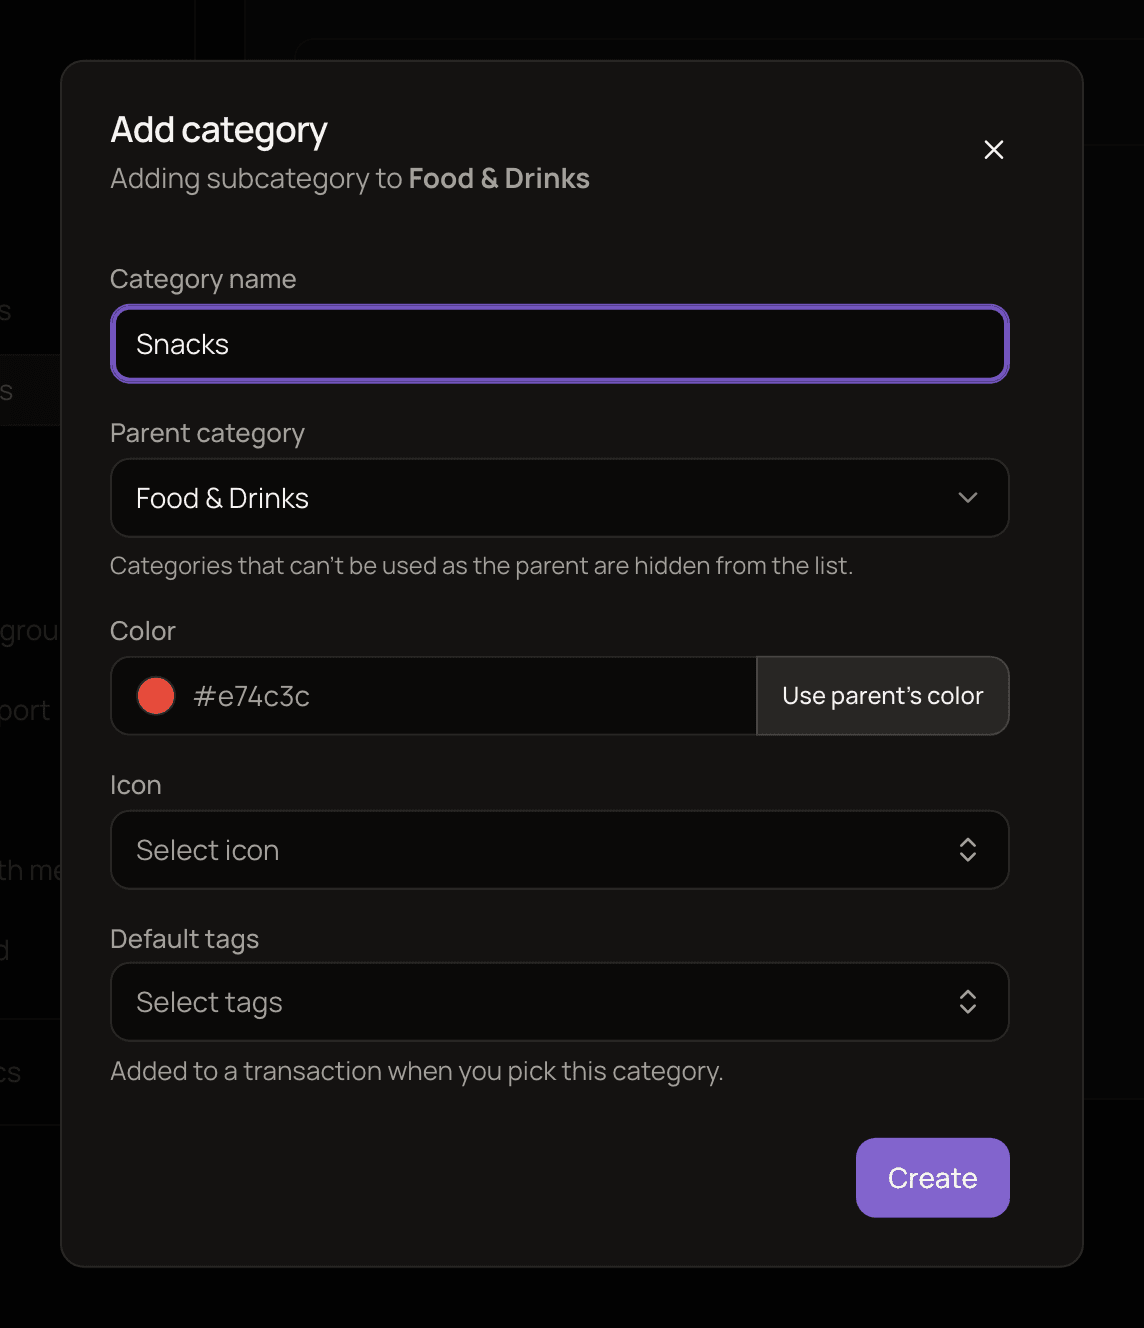 Add category
Adding subcategory to Food & Drinks
Category name
Snacks
Parent category
Food & Drinks
Categories that can't be used as the parent are hidden from the list.
Color
#e74c3c
Use parent's color
Icon
Select icon
Default tags
Select tags
Added to a transaction when you pick this category.
Create